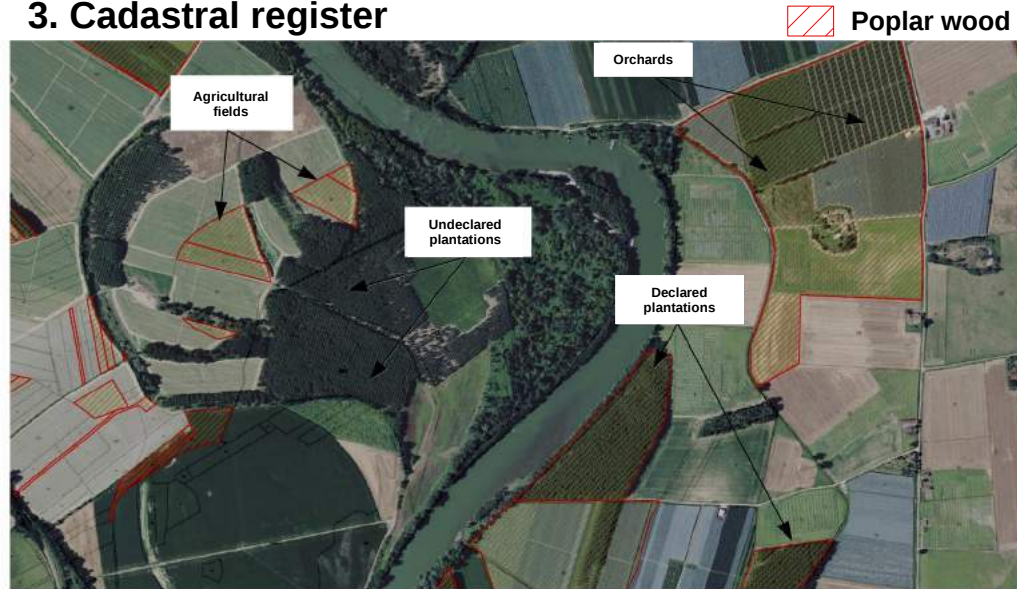 3. Cadastral register
Poplar wood
Orchards
Agricultural
fields
Undeclared
plantations
Declared
plantations